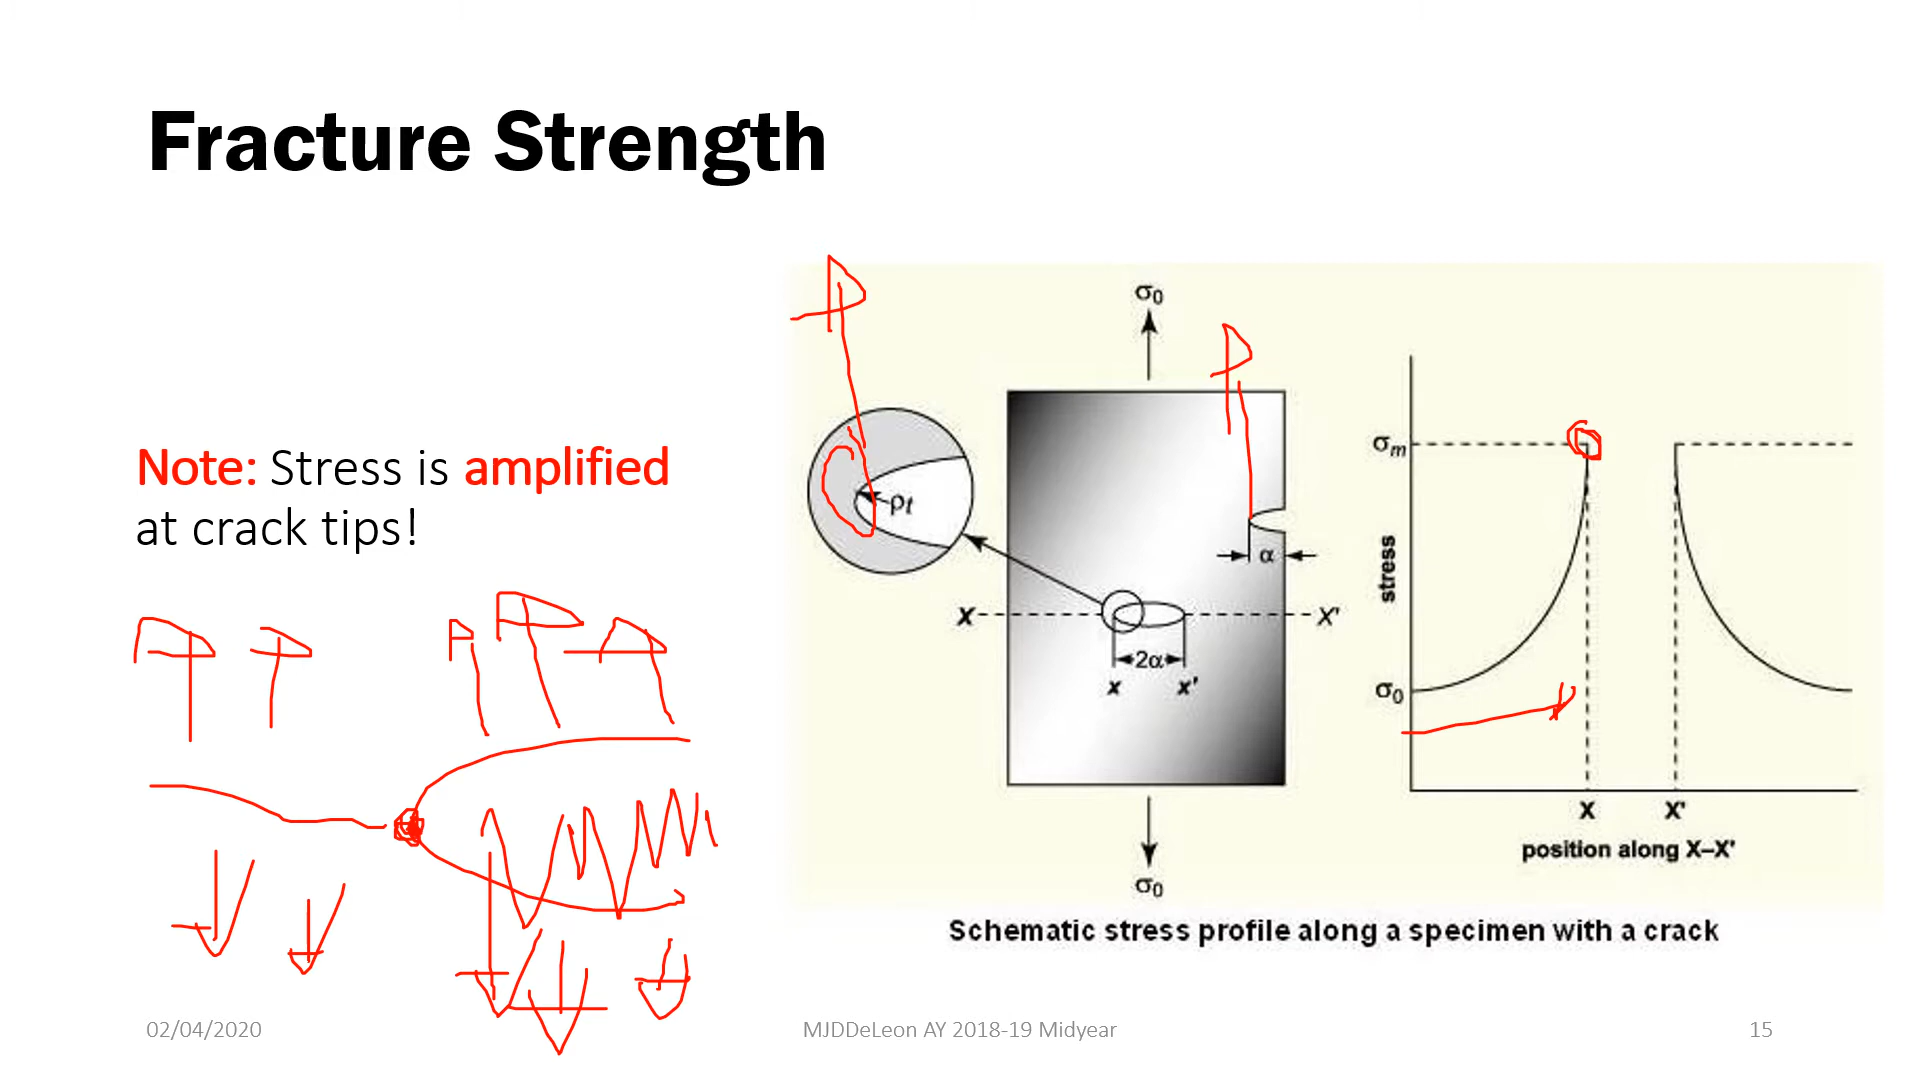 Fracture Strength
Note: Stress is amplified
at crack tips!
σ0
ρt
α
X
X'
2α
x
x'
σ0
σm
stress
σ0
X
X'
position along X–X'
Schematic stress profile along a specimen with a crack
02/04/2020
MJDDeLeon AY 2018-19 Midyear
15